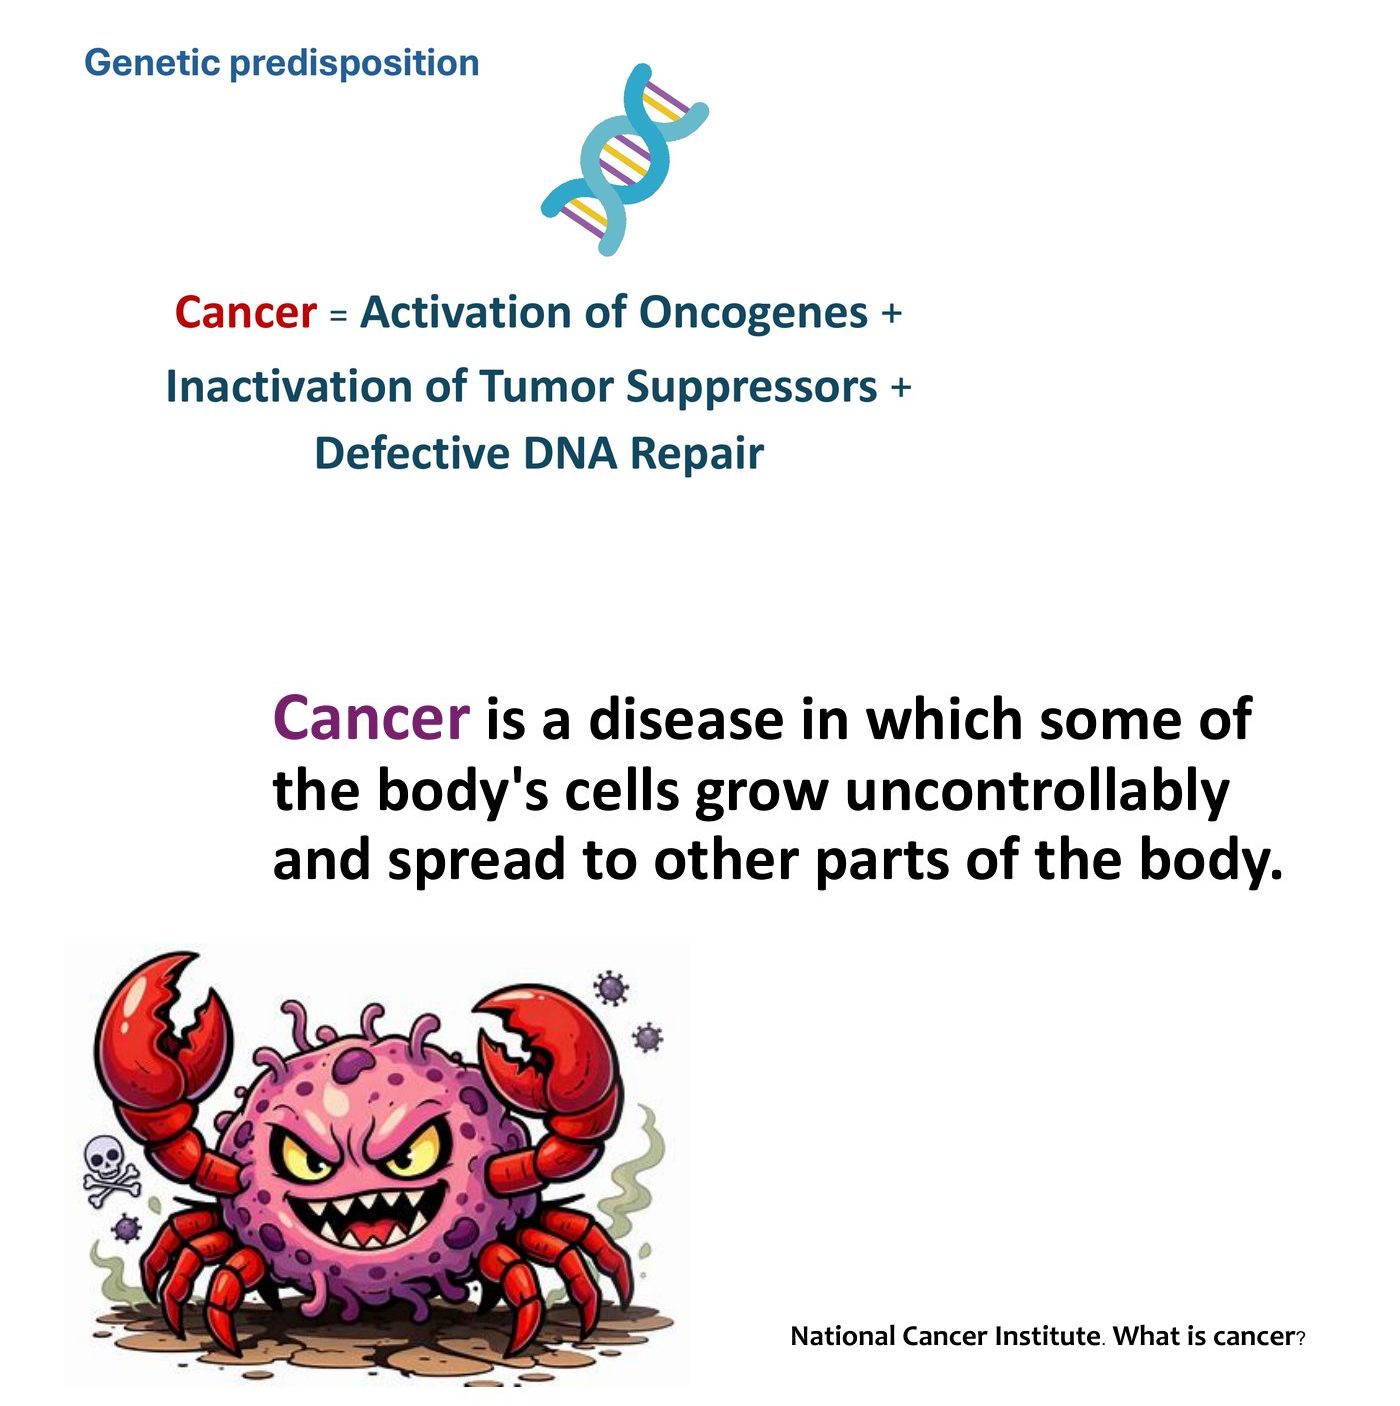 Genetic predisposition
Cancer = Activation of Oncogenes +
Inactivation of Tumor Suppressors +
Defective DNA Repair
Cancer is a disease in which some of
the body's cells grow uncontrollably
and spread to other parts of the body.
National Cancer Institute. What is cancer?